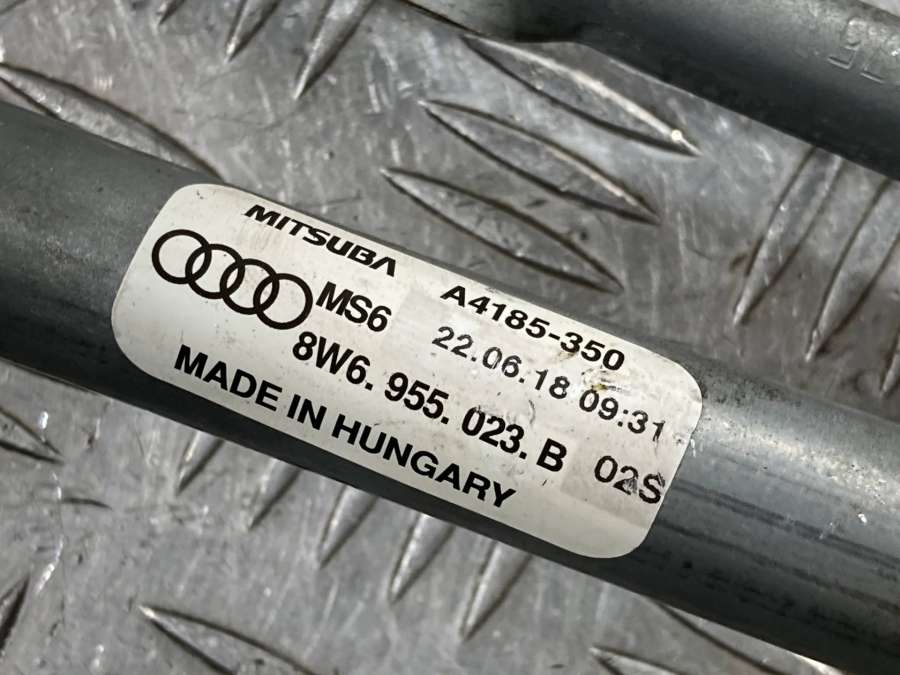 MITSUBA
A4185-350
MS6
22.06.18 09:31
8W6. 955. 023. B
02S
MADE IN HUNGARY